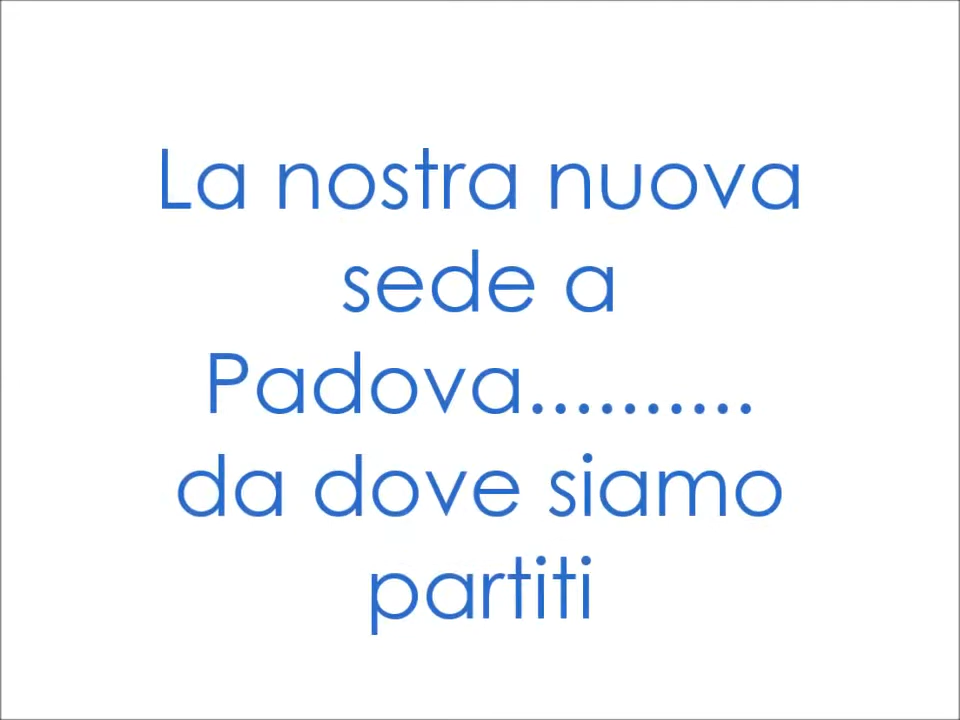 La nostra nuova
sede a
Padova..........
da dove siamo
partiti